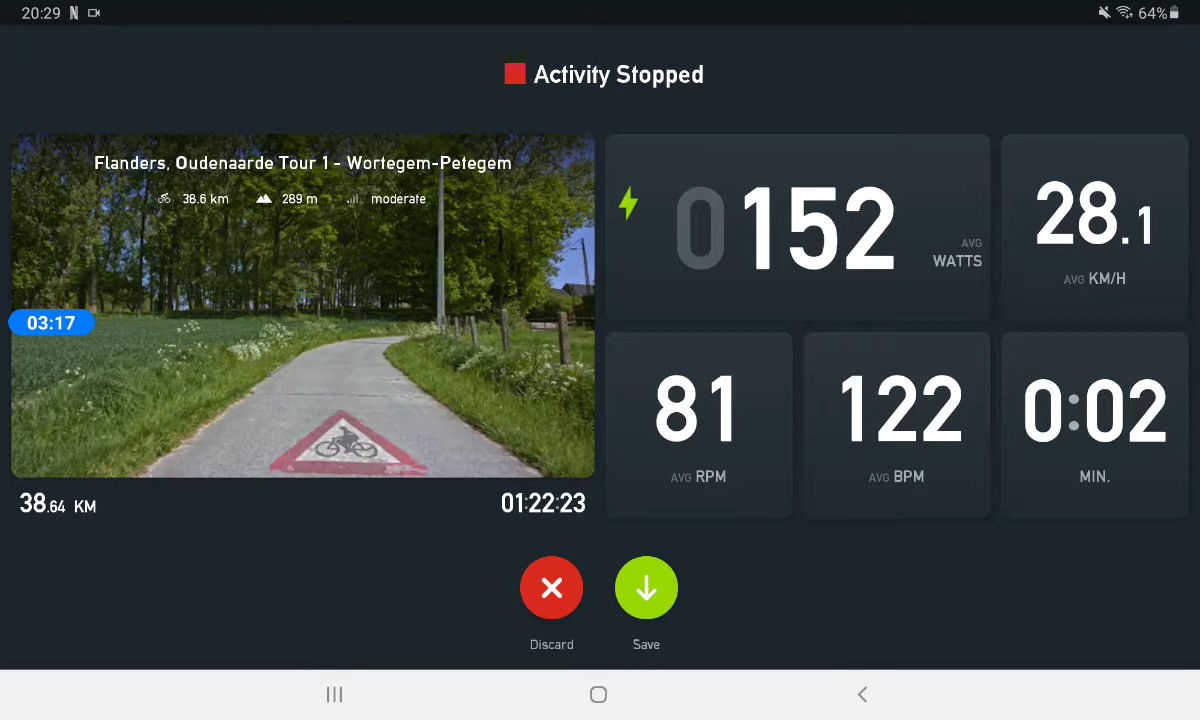 20:29 N 64%
Activity Stopped
Flanders, Oudenaarde Tour 1 - Wortegem-Petegem
38.6 km 289 m moderate
03:17
38.64 KM 01:22:23
0152
AVG
WATTS
28.1
AVG KM/H
81
AVG RPM
122
AVG BPM
0:02
MIN.
Discard Save